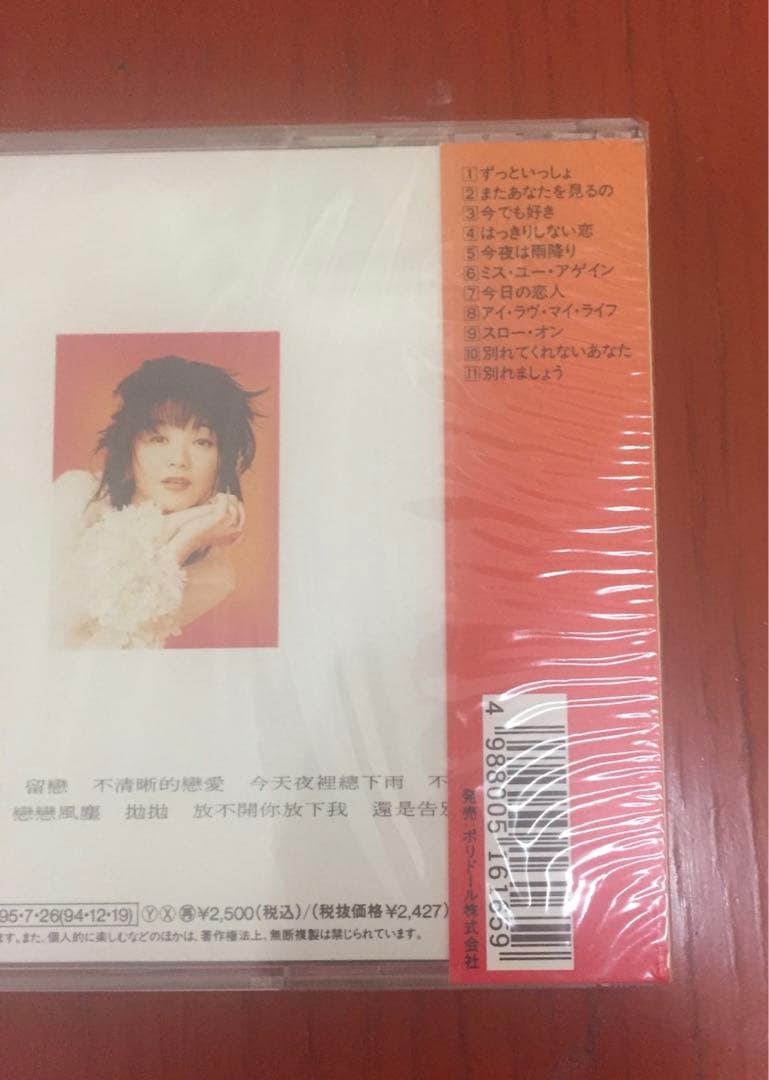 1 ずっといっしょ
2 またあなたを見るの
3 今でも好き
4 はっきりしない恋
5 今夜は雨降り
6 ミス・ユー・アゲイン
7 今日の恋人
8 アイ・ラヴ・マイ・ライフ
9 スロー・オン
10 別れてくれないあなた
11 別れましょう
留戀 不清晰的戀愛 今天夜裡總下雨 不
戀戀風塵 拋拋 放不開你放下我 還是告別
95・7・26(94・12・19) Ⓨ Ⓧ ㊢ ¥2,500(税込)/(税抜価格¥2,427)
ます。また、個人的に楽しむなどのほかは、著作権法上、無断複製は禁じられています。
発売:ポリドール株式会社
4 988005 161659